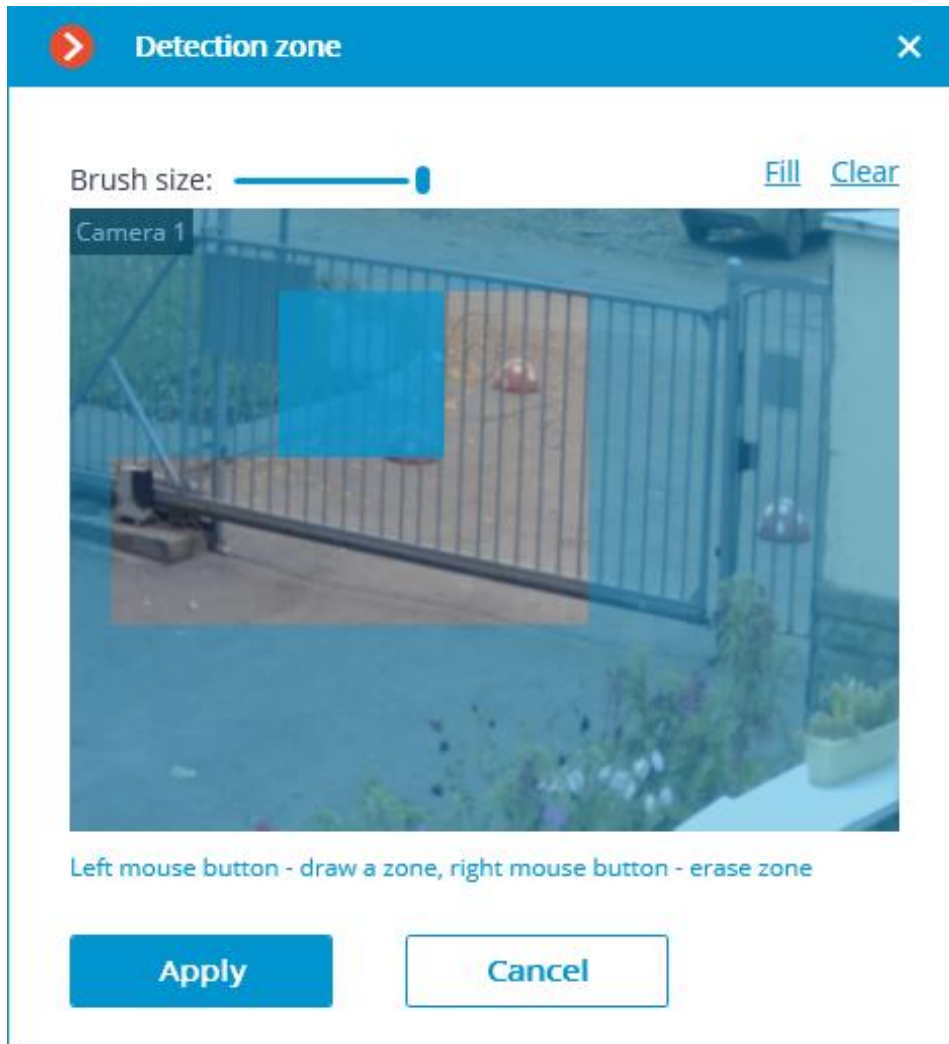 Detection zone
Brush size:
Fill Clear
Camera 1
Left mouse button - draw a zone, right mouse button - erase zone
Apply Cancel